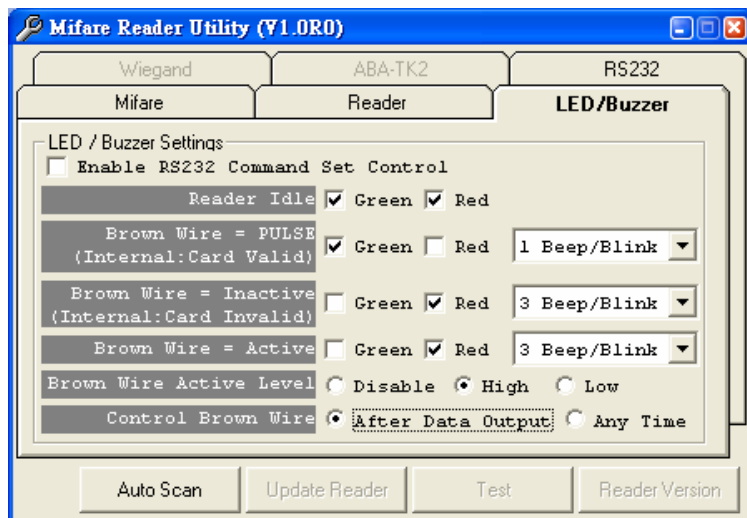 Mifare Reader Utility (V1.0R0)
Wiegand ABA-TK2 RS232
Mifare Reader LED/Buzzer
LED / Buzzer Settings
Enable RS232 Command Set Control
Reader Idle Green Red
Brown Wire = PULSE
(Internal:Card Valid) Green Red 1 Beep/Blink
Brown Wire = Inactive
(Internal:Card Invalid) Green Red 3 Beep/Blink
Brown Wire = Active Green Red 3 Beep/Blink
Brown Wire Active Level Disable High Low
Control Brown Wire After Data Output Any Time
Auto Scan Update Reader Test Reader Version